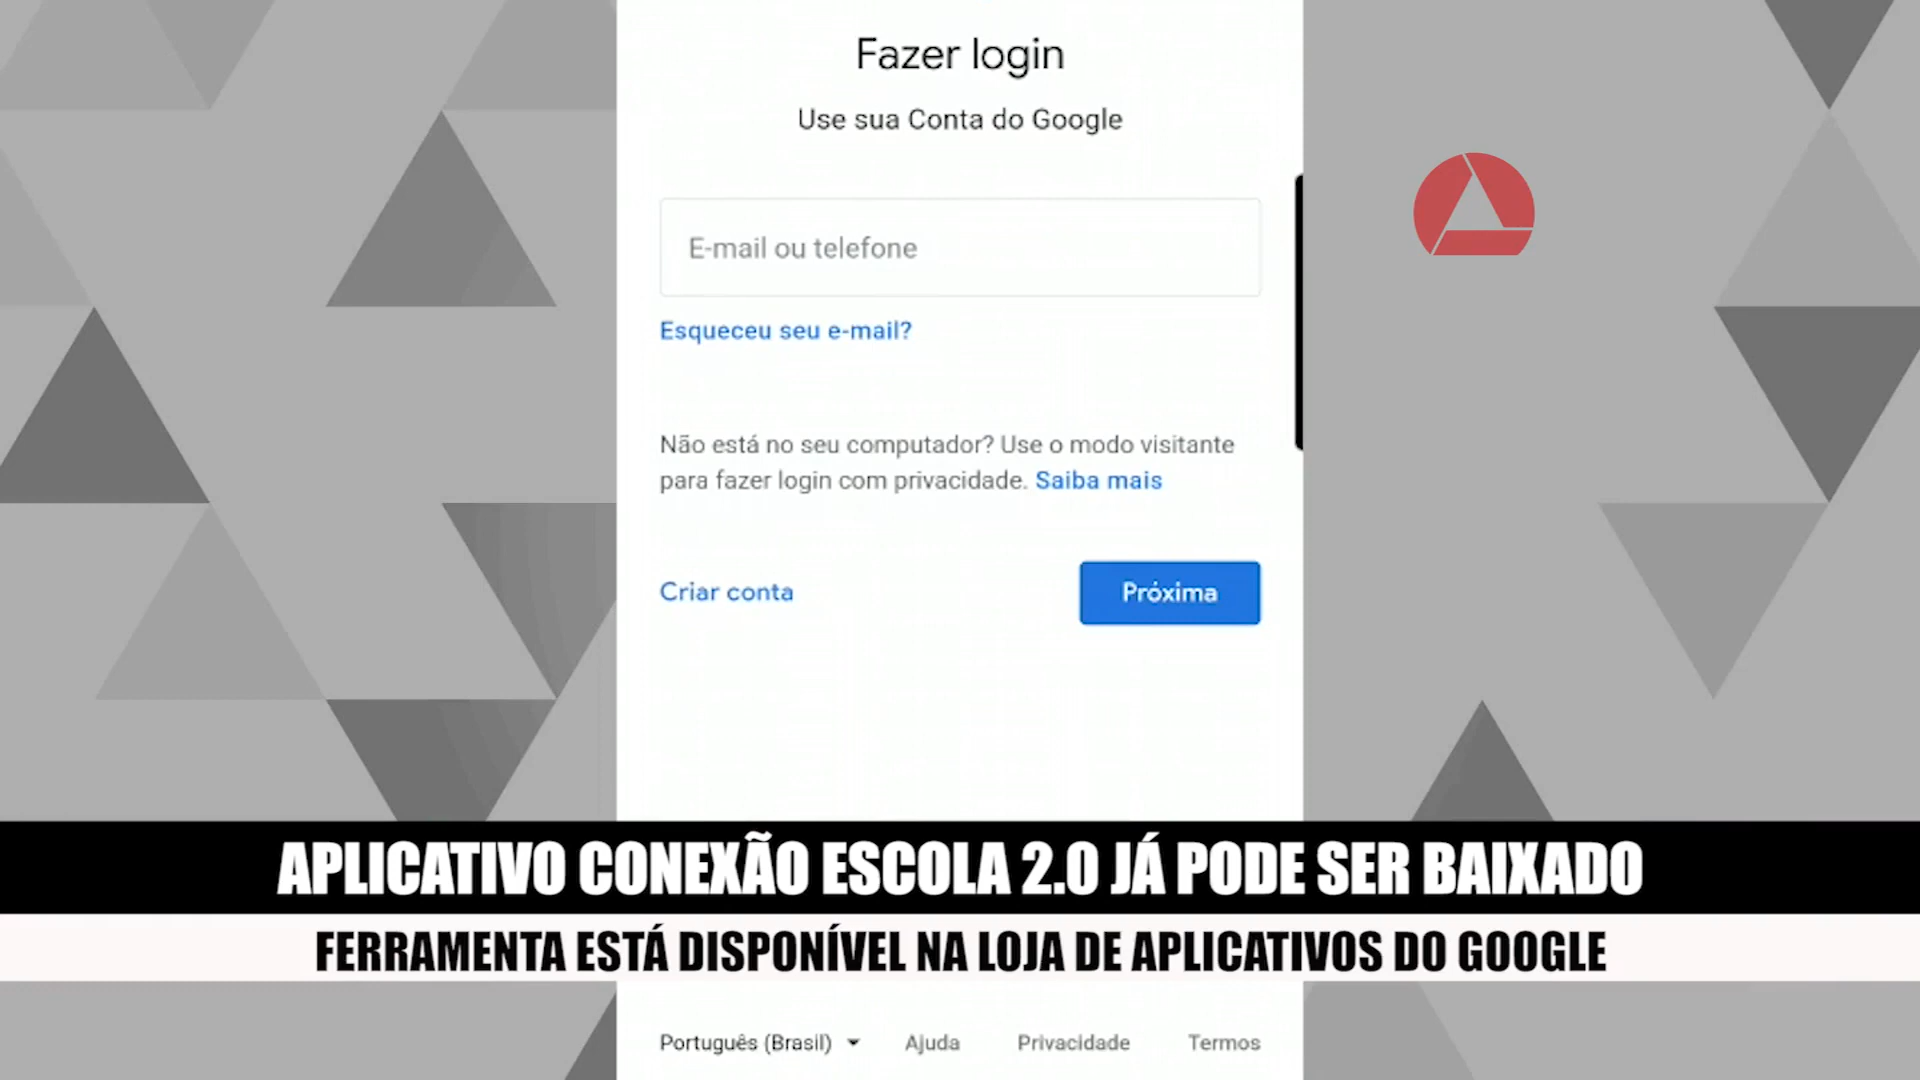 Fazer login
Use sua Conta do Google
E-mail ou telefone
Esqueceu seu e-mail?
Não está no seu computador? Use o modo visitante
para fazer login com privacidade. Saiba mais
Criar conta
Próxima
APLICATIVO CONEXÃO ESCOLA 2.0 JÁ PODE SER BAIXADO
FERRAMENTA ESTÁ DISPONÍVEL NA LOJA DE APLICATIVOS DO GOOGLE
Português (Brasil) Ajuda Privacidade Termos